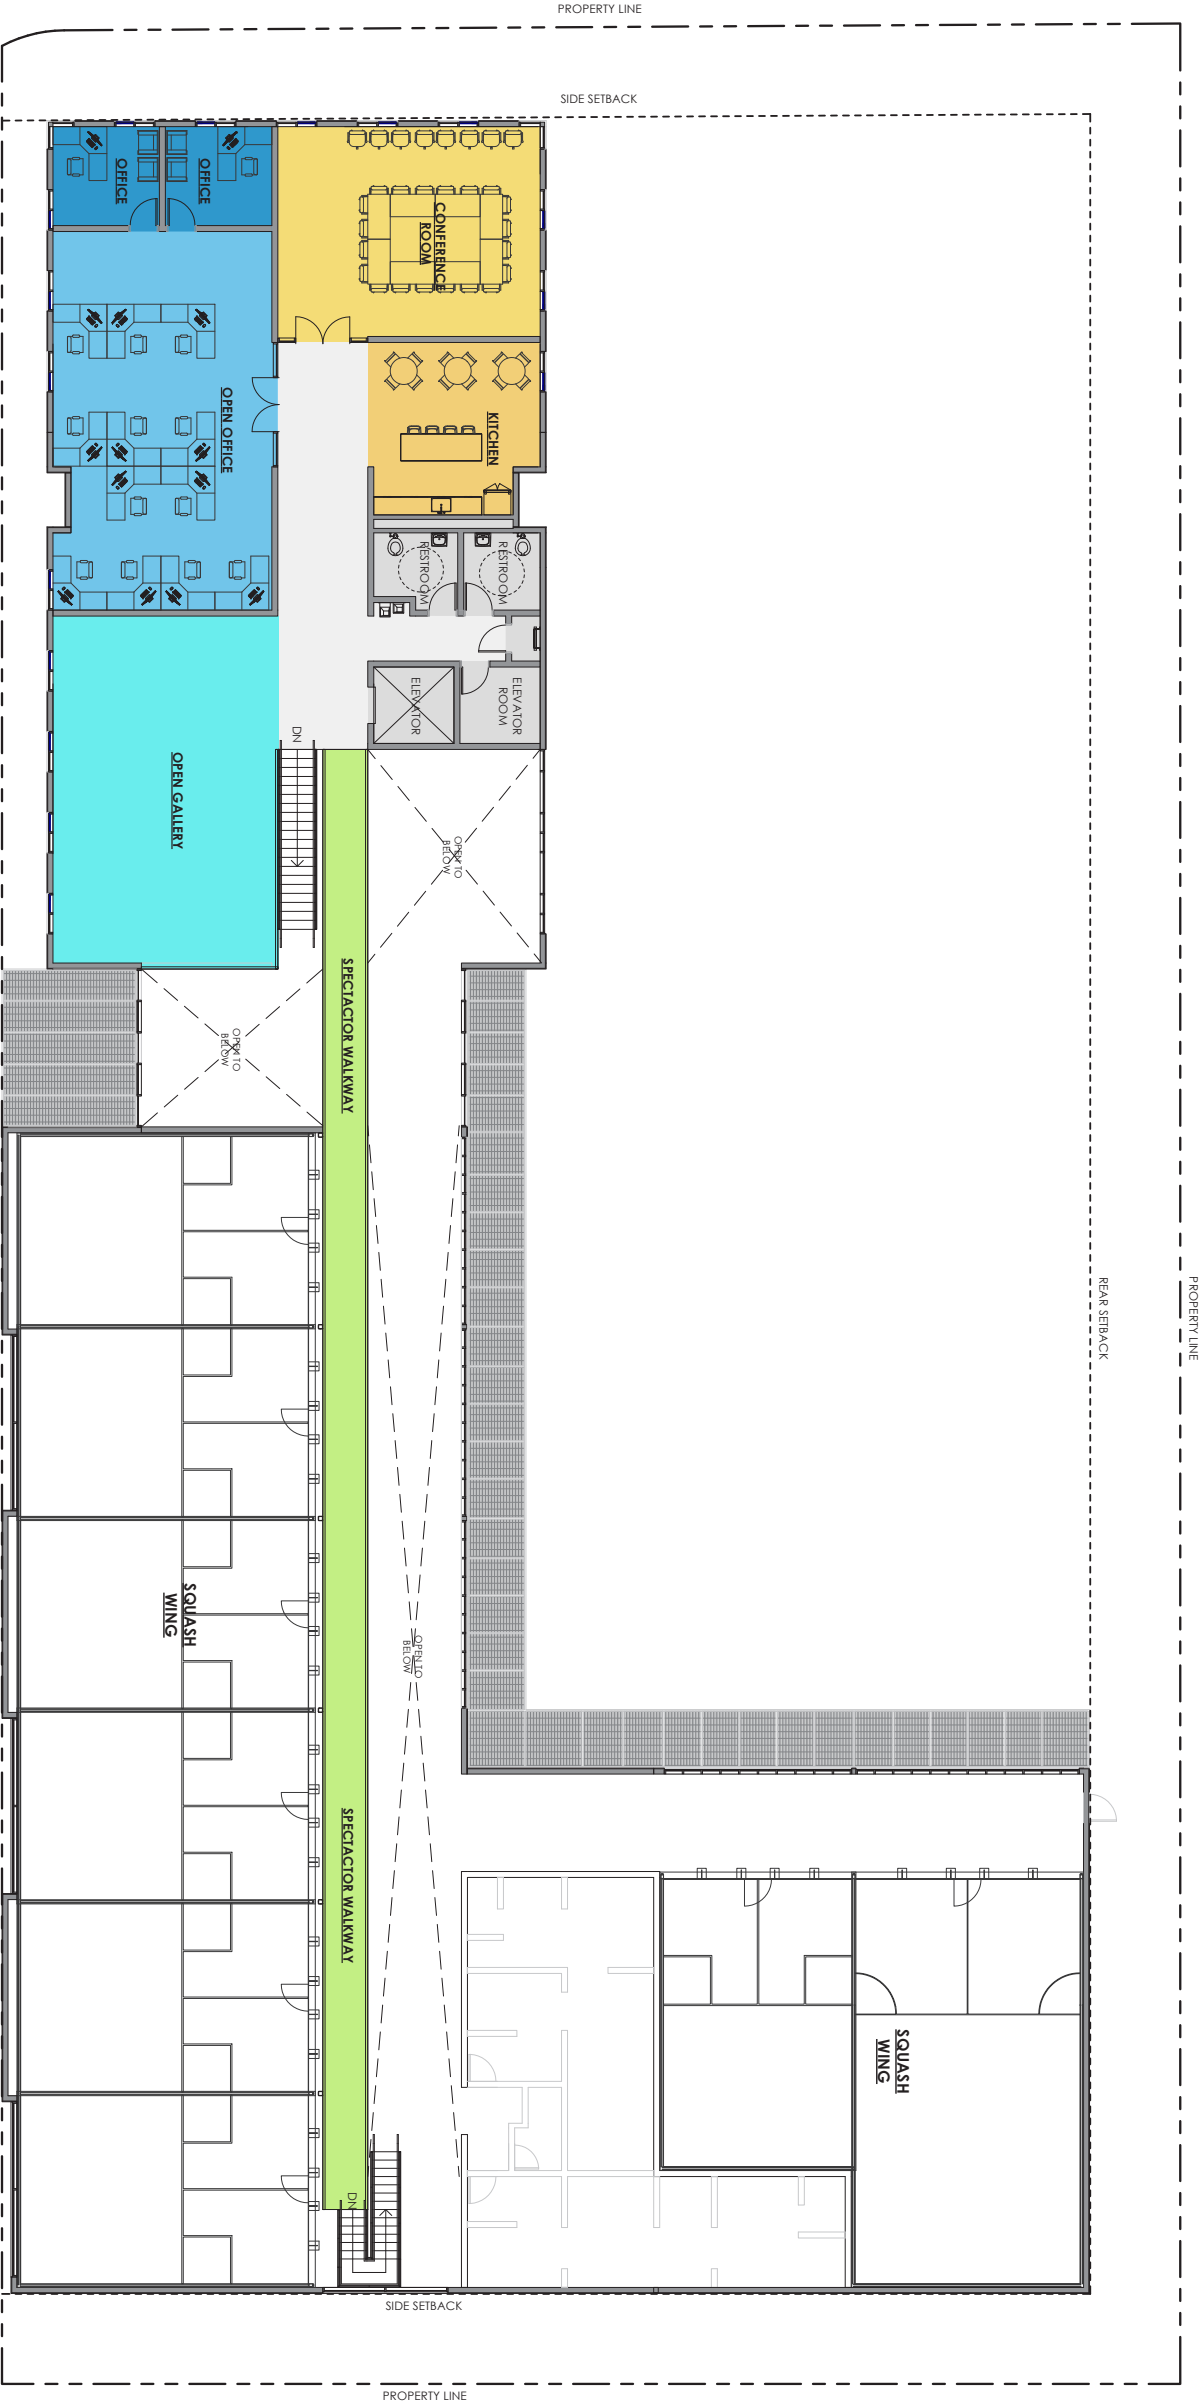 PROPERTY LINE
SIDE SETBACK
OFFICE
OFFICE
CONFERENCE
ROOM
OPEN OFFICE
KITCHEN
RESTROOM
RESTROOM
ELEVATOR
ELEVATOR
ROOM
DN
OPEN GALLERY
OPEN TO
BELOW
SPECTACTOR WALKWAY
OPEN TO
BELOW
REAR SETBACK
PROPERTY LINE
SQUASH
WING
OPEN TO
BELOW
SPECTACTOR WALKWAY
SQUASH
WING
DN
SIDE SETBACK
PROPERTY LINE